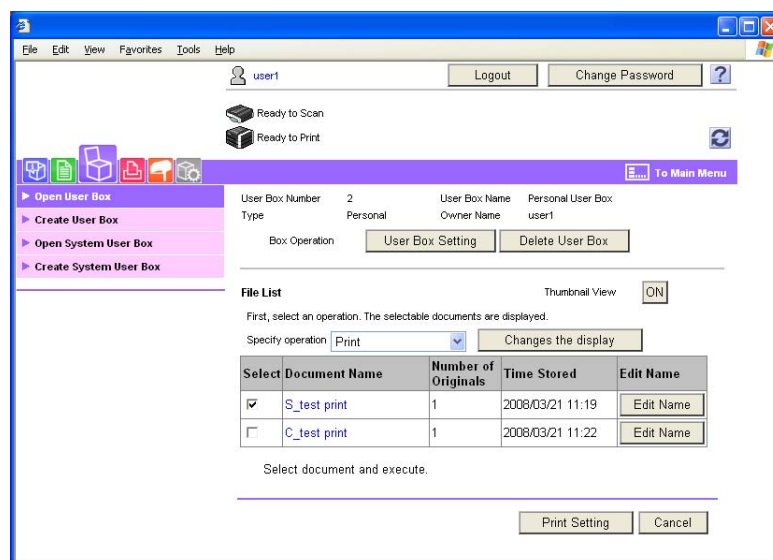 File Edit View Favorites Tools Help
user1 Logout Change Password ?
Ready to Scan
Ready to Print
To Main Menu
Open User Box
Create User Box
Open System User Box
Create System User Box
User Box Number 2 User Box Name Personal User Box
Type Personal Owner Name user1
Box Operation User Box Setting Delete User Box
File List Thumbnail View ON
First, select an operation. The selectable documents are displayed.
Specify operation Print Changes the display
Select Document Name Number of Originals Time Stored Edit Name
S_test print 1 2008/03/21 11:19 Edit Name
C_test print 1 2008/03/21 11:22 Edit Name
Select document and execute.
Print Setting Cancel